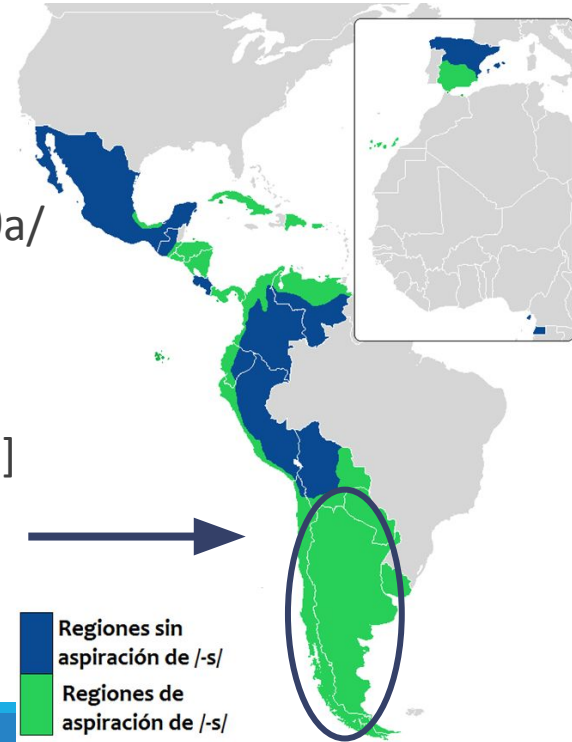 a/
]
Regiones sin
aspiración de /-s/
Regiones de
aspiración de /-s/